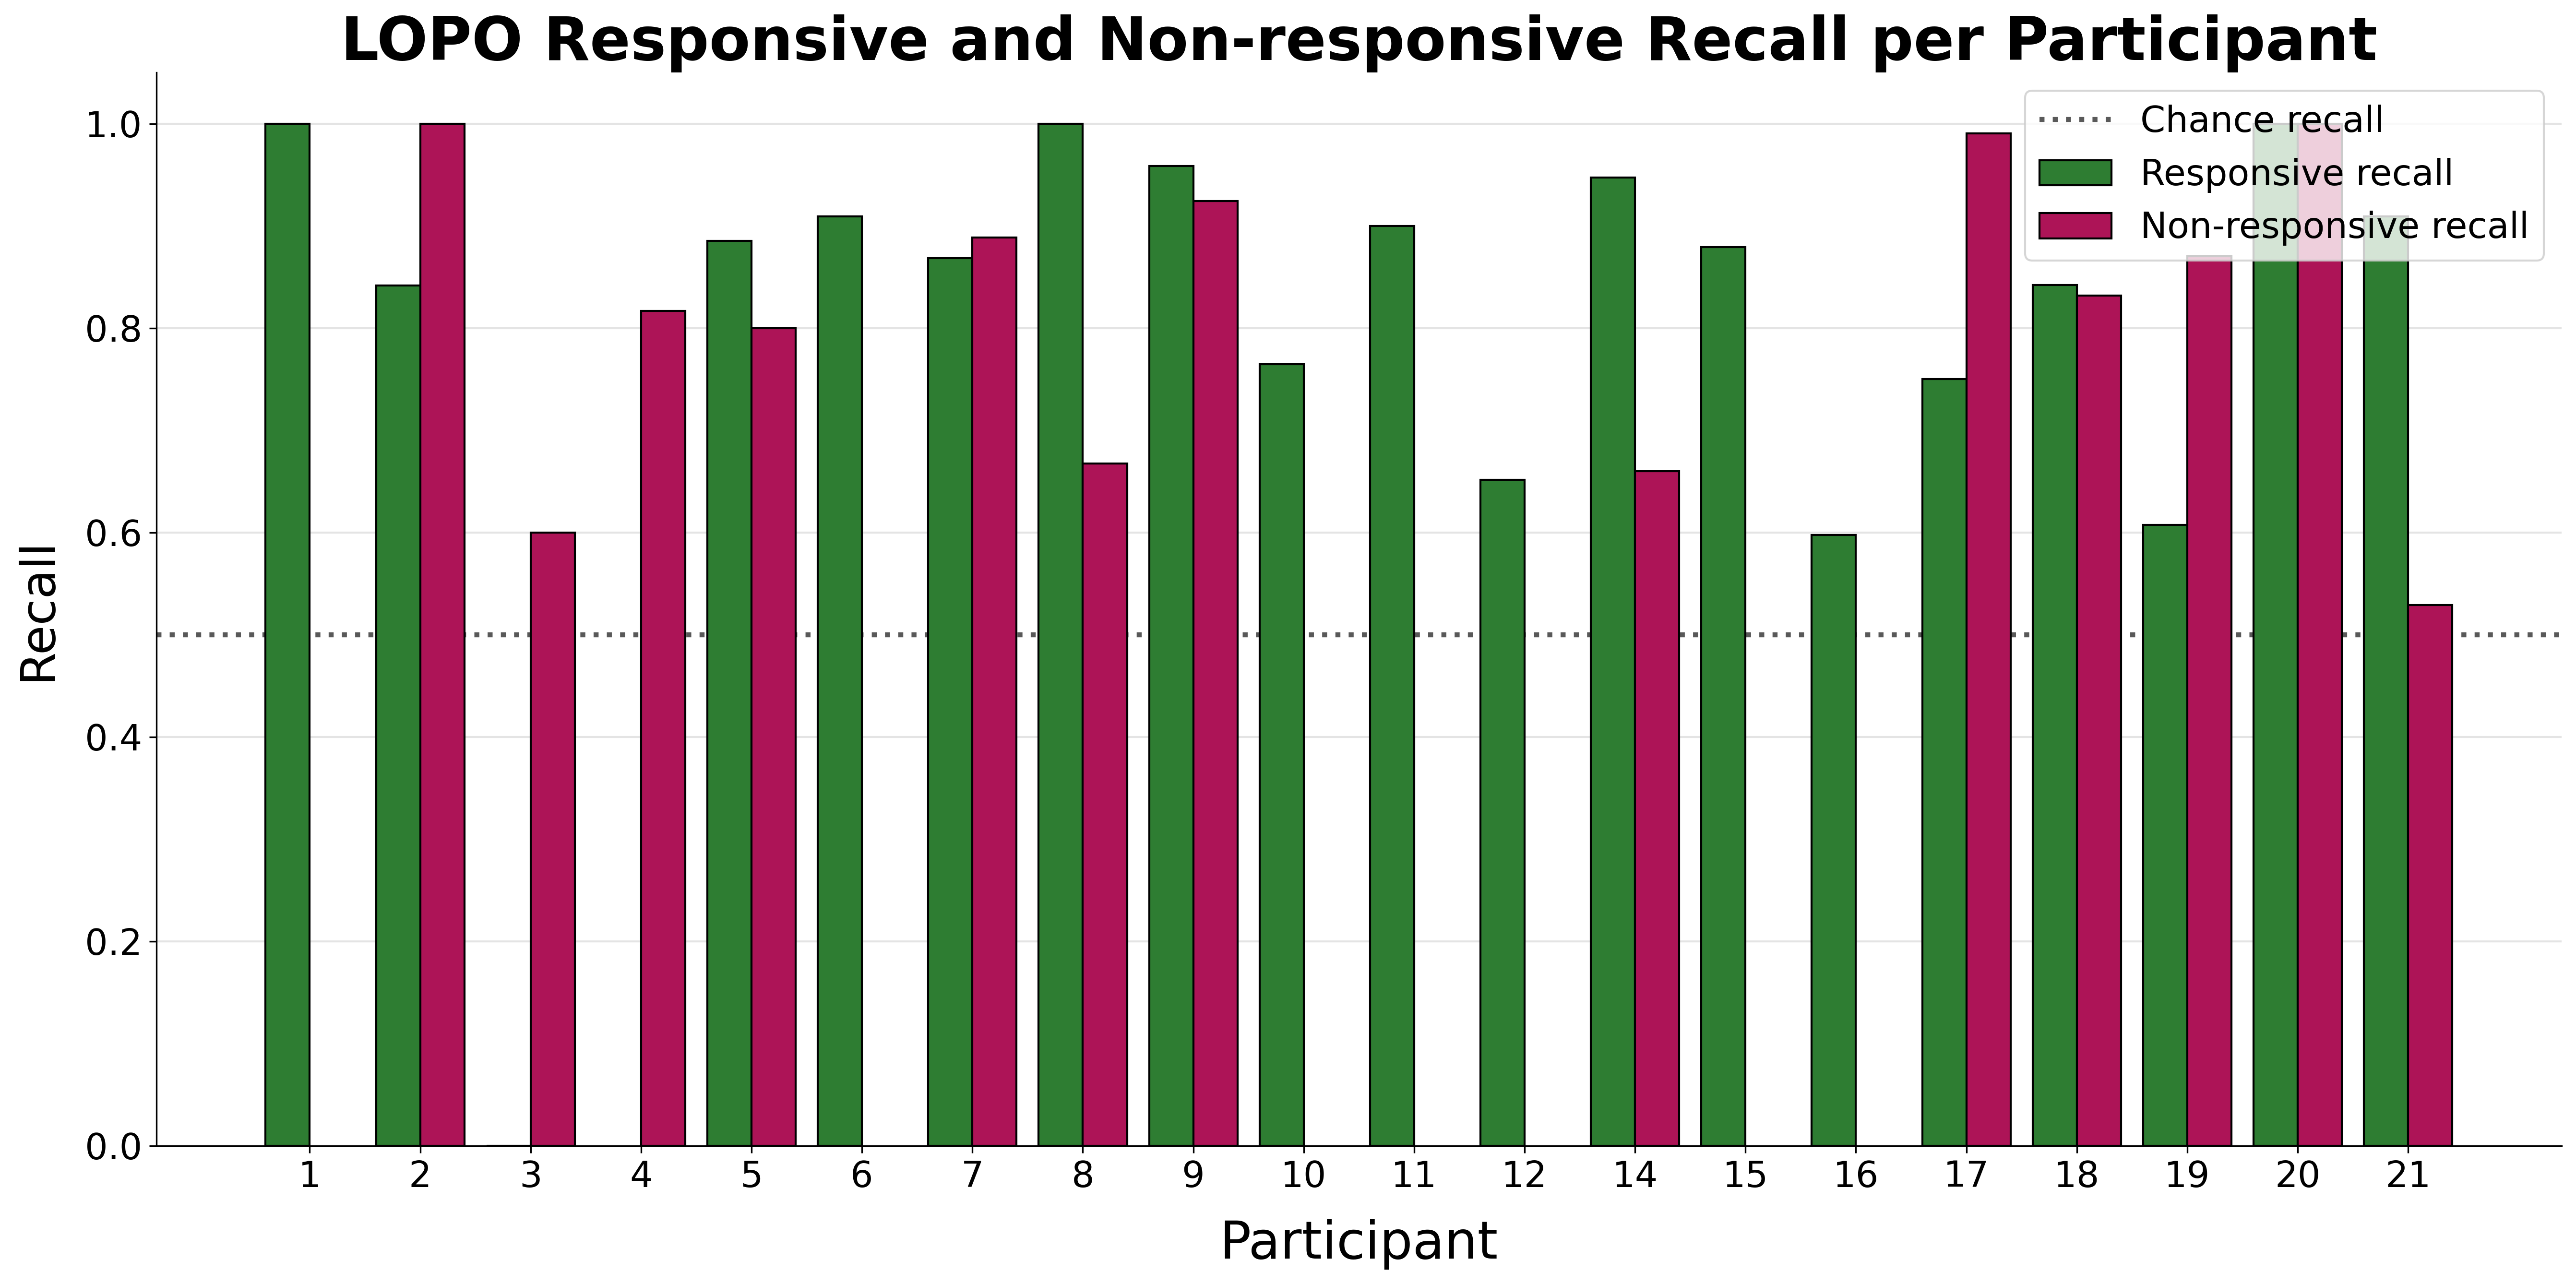 LOPO Responsive and Non-responsive Recall per Participant
Chance recall
Responsive recall
Non-responsive recall
1.0
0.8
0.6
0.4
0.2
0.0
Recall
1 2 3 4 5 6 7 8 9 10 11 12 14 15 16 17 18 19 20 21
Participant